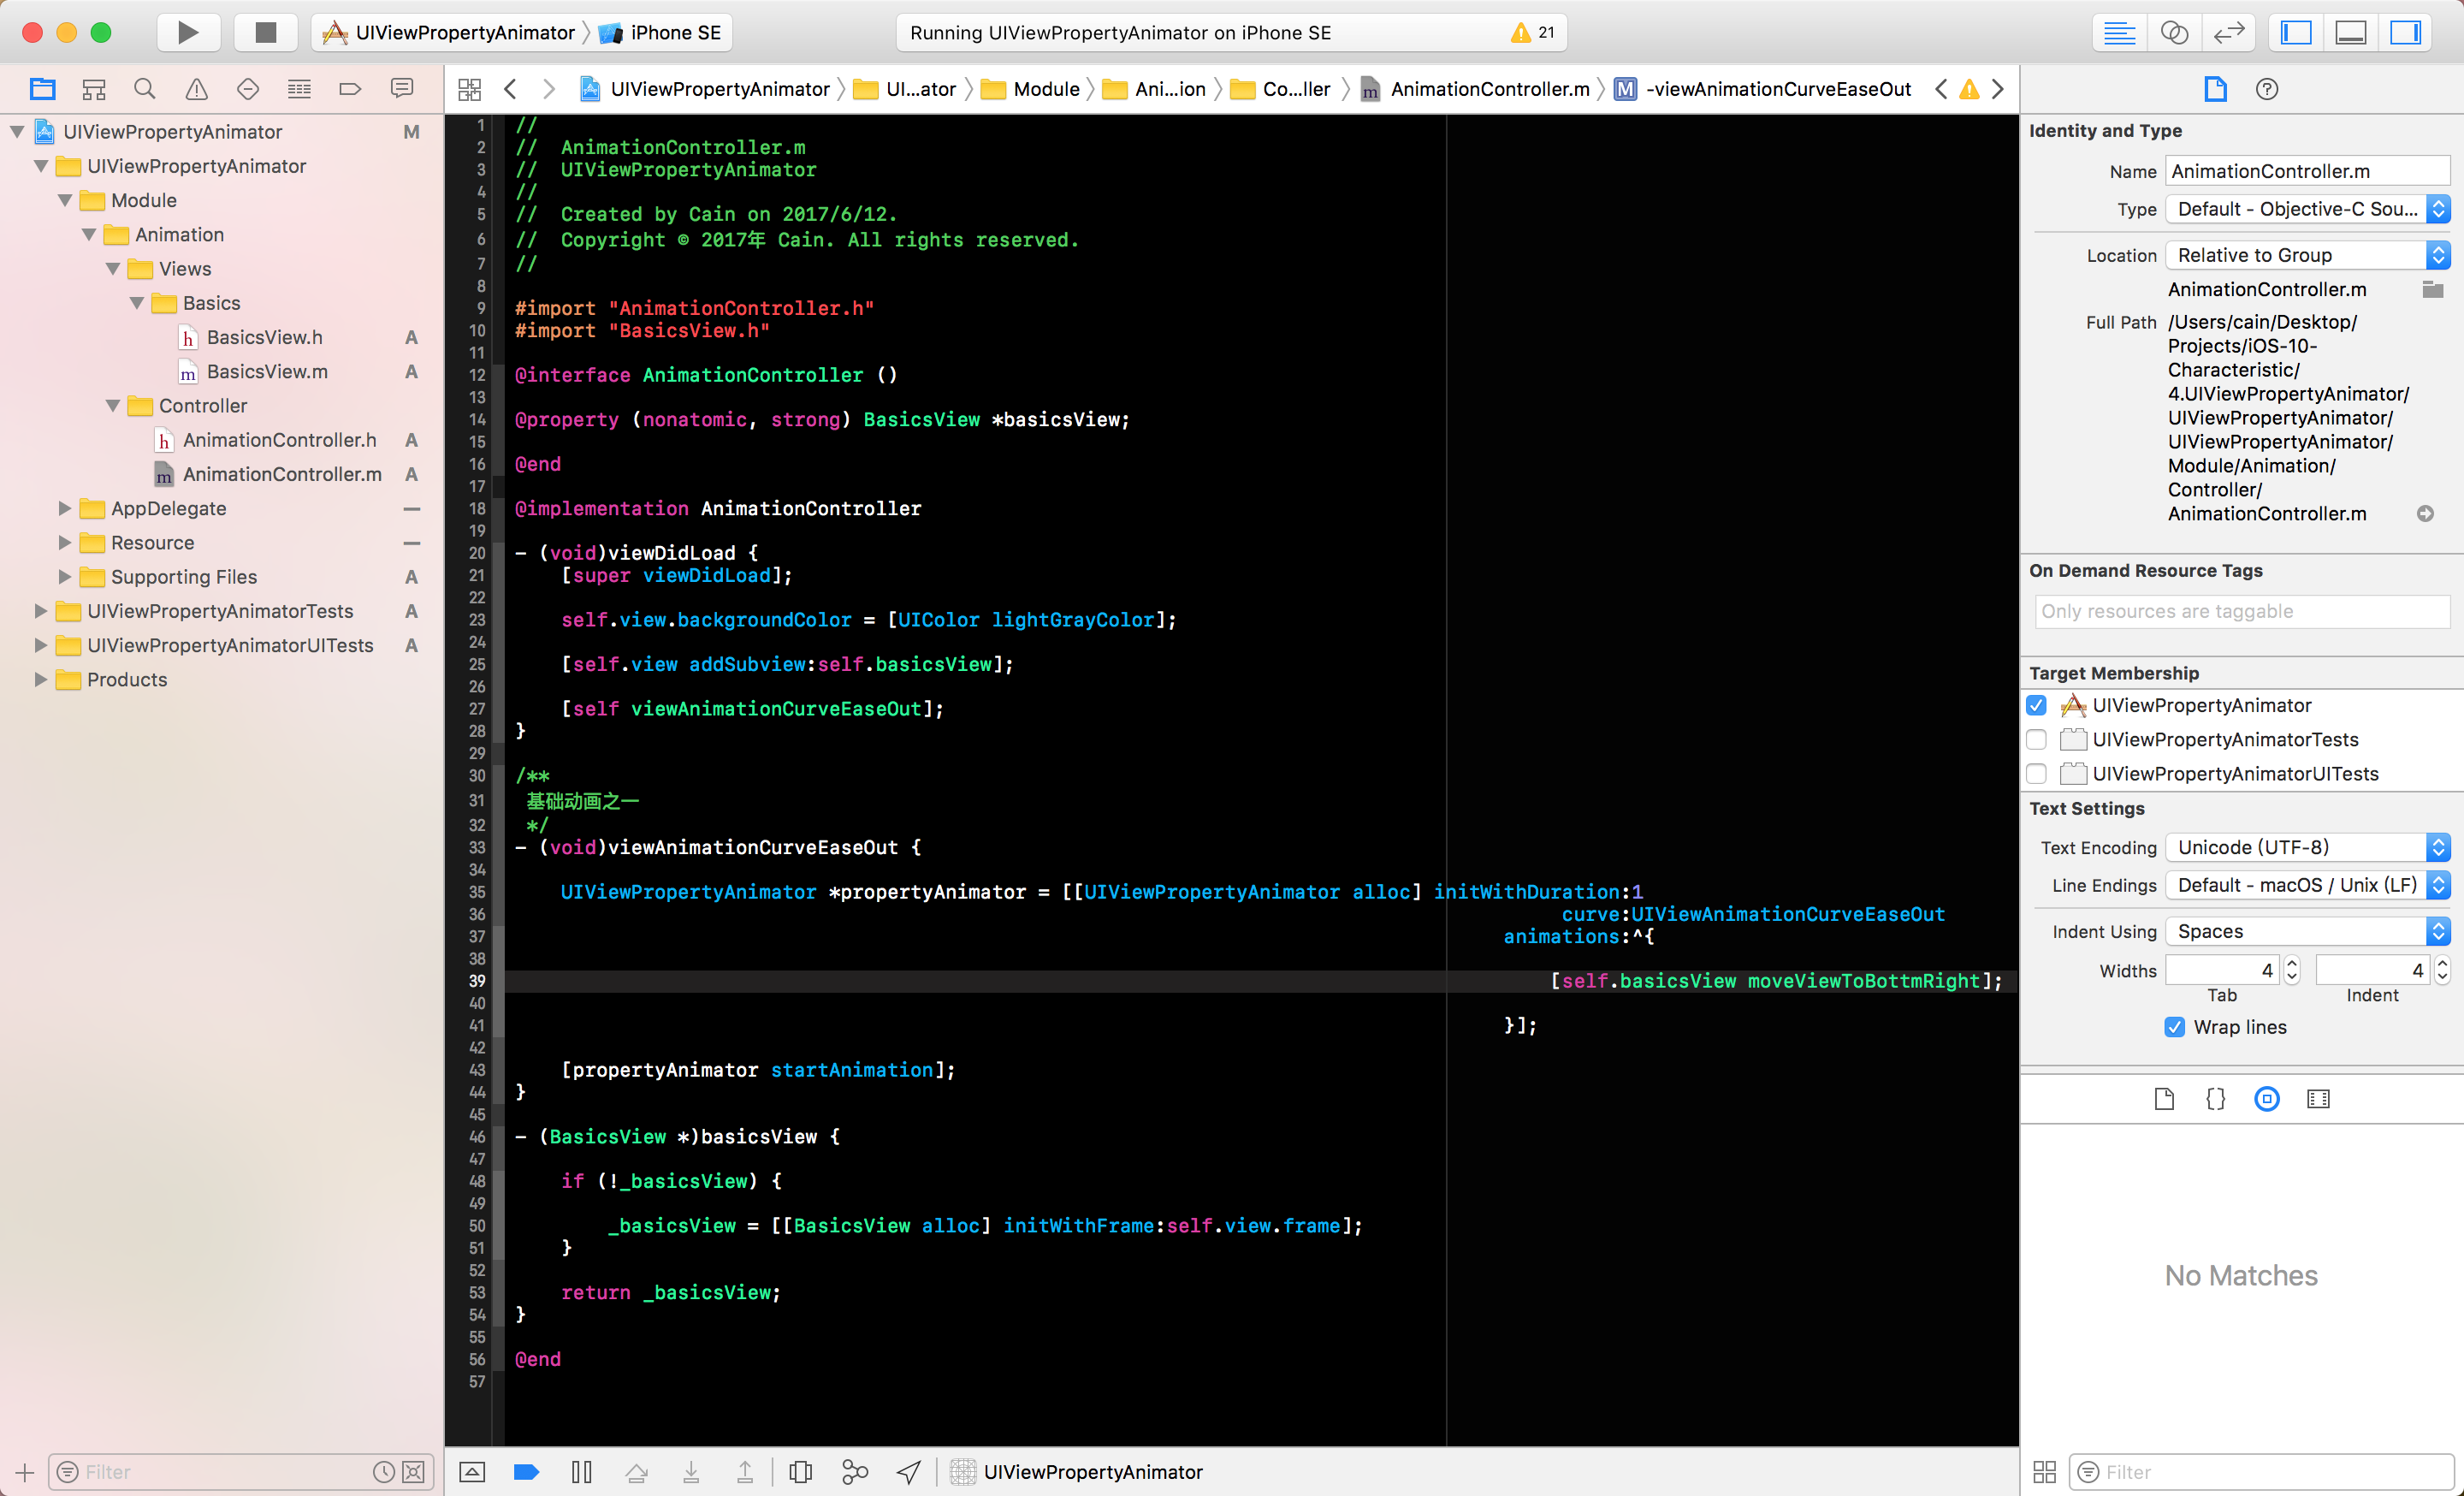 UIViewPropertyAnimator
iPhone SE
Running UIViewPropertyAnimator on iPhone SE
21
UIViewPropertyAnimator
UI...ator
Module
Ani...ion
Co...ller
AnimationController.m
M
-viewAnimationCurveEaseOut
UIViewPropertyAnimator M
UIViewPropertyAnimator
Module
Animation
Views
Basics
h BasicsView.h A
m BasicsView.m A
Controller
h AnimationController.h A
m AnimationController.m A
AppDelegate
Resource
Supporting Files A
UIViewPropertyAnimatorTests A
UIViewPropertyAnimatorUITests A
Products
Filter
1 //
2 //  AnimationController.m
3 //  UIViewPropertyAnimator
4 //
5 //  Created by Cain on 2017/6/12.
6 //  Copyright © 2017年 Cain. All rights reserved.
7 //
8
9 #import "AnimationController.h"
10 #import "BasicsView.h"
11
12 @interface AnimationController ()
13
14 @property (nonatomic, strong) BasicsView *basicsView;
15
16 @end
17
18 @implementation AnimationController
19
20 - (void)viewDidLoad {
21     [super viewDidLoad];
22
23     self.view.backgroundColor = [UIColor lightGrayColor];
24
25     [self.view addSubview:self.basicsView];
26
27     [self viewAnimationCurveEaseOut];
28 }
29
30 /**
31  基础动画之一
32  */
33 - (void)viewAnimationCurveEaseOut {
34
35     UIViewPropertyAnimator *propertyAnimator = [[UIViewPropertyAnimator alloc] initWithDuration:1
36 curve:UIViewAnimationCurveEaseOut
37 animations:^{
38
39 [self.basicsView moveViewToBottmRight];
40
41 }];
42
43     [propertyAnimator startAnimation];
44 }
45
46 - (BasicsView *)basicsView {
47
48     if (!_basicsView) {
49
50         _basicsView = [[BasicsView alloc] initWithFrame:self.view.frame];
51     }
52
53     return _basicsView;
54 }
55
56 @end
57
UIViewPropertyAnimator
Identity and Type
Name AnimationController.m
Type Default - Objective-C Sou...
Location Relative to Group
AnimationController.m
Full Path /Users/cain/Desktop/
Projects/iOS-10-
Characteristic/
4.UIViewPropertyAnimator/
UIViewPropertyAnimator/
UIViewPropertyAnimator/
Module/Animation/
Controller/
AnimationController.m
On Demand Resource Tags
Only resources are taggable
Target Membership
UIViewPropertyAnimator
UIViewPropertyAnimatorTests
UIViewPropertyAnimatorUITests
Text Settings
Text Encoding Unicode (UTF-8)
Line Endings Default - macOS / Unix (LF)
Indent Using Spaces
Widths 4 4
Tab Indent
Wrap lines
{}
No Matches
Filter